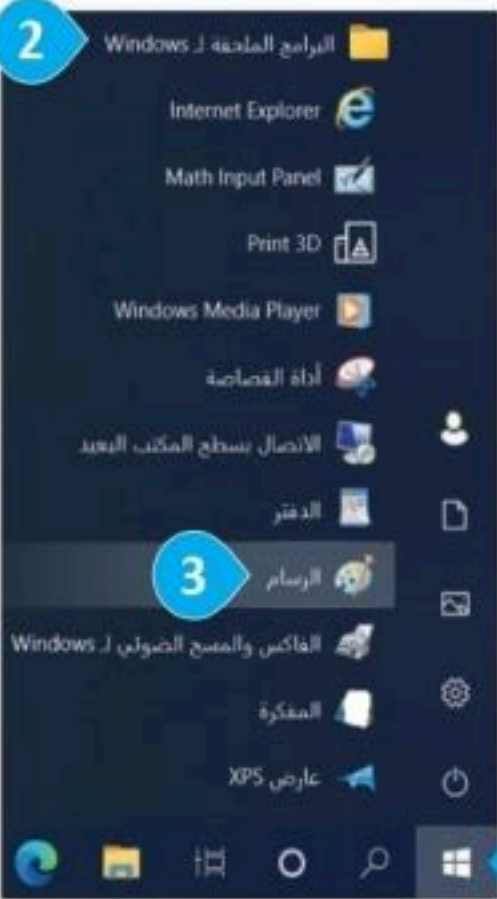 2
البرامج الملحقة لـ Windows
Internet Explorer
Math Input Panel
Print 3D
Windows Media Player
أداة القصاصة
الاتصال بسطح المكتب البعيد
الدفتر
3
الرسام
الفاكس والمسح الضوئي لـ Windows
المفكرة
عارض XPS